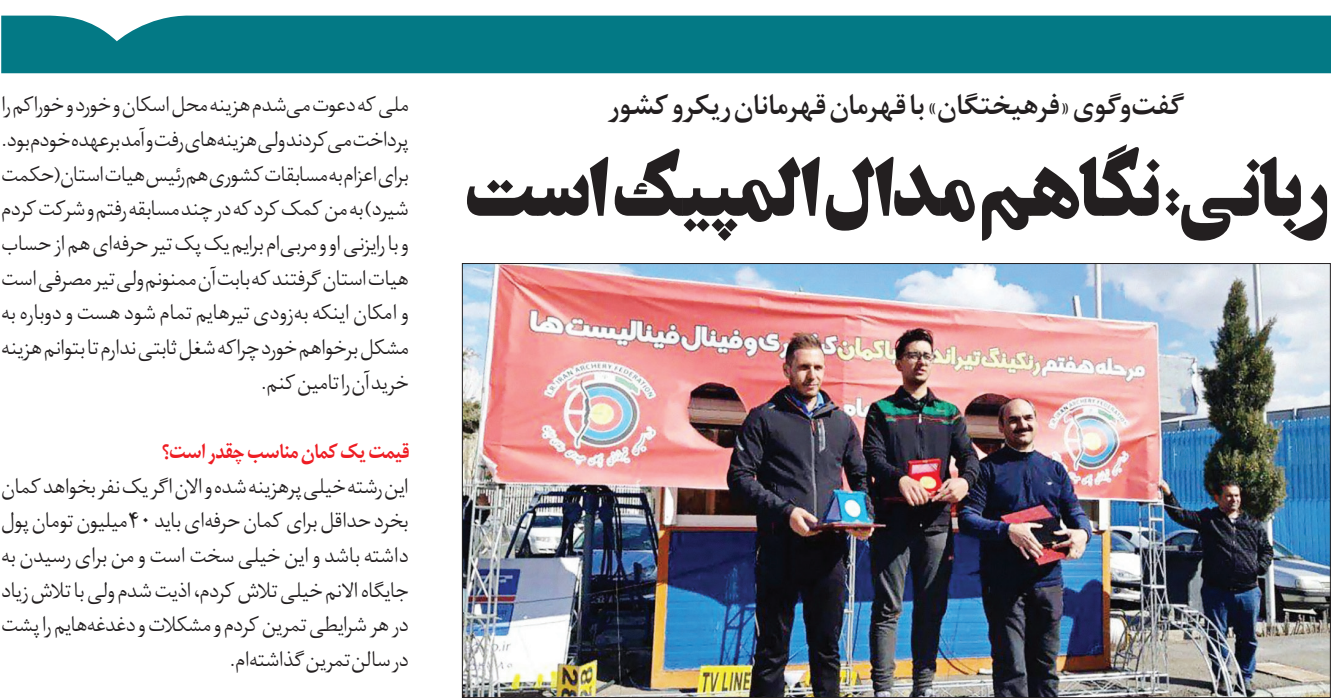 گفت‌وگوی «فرهیختگان» با قهرمان قهرمانان ریکرو کشور
ربانی: نگاهم مدال المپیک است
مرحله هفتم رنکینگ تیراندازی باکمان کشوری و فینال فینالیست ها
ماه
I.R. IRAN ARCHERY FEDERATION
I.R. IRAN ARCHERY FEDERATION
TV LINE
ملی که دعوت می‌شدم هزینه محل اسکان و خورد و خوراکم را
پرداخت می‌کردند ولی هزینه‌های رفت‌و‌آمد برعهده خودم بود.
برای اعزام به مسابقات کشوری هم رئیس هیات استان (حکمت
شیرد) به من کمک کرد که در چند مسابقه رفتم و شرکت کردم
و با رایزنی او و مربی‌ام برایم یک پک تیر حرفه‌ای هم از حساب
هیات استان گرفتند که بابت آن ممنونم ولی تیر مصرفی است
و امکان اینکه به‌زودی تیرهایم تمام شود هست و دوباره به
مشکل برخواهم خورد چراکه شغل ثابتی ندارم تا بتوانم هزینه
خرید آن را تامین کنم.
قیمت یک کمان مناسب چقدر است؟
این رشته خیلی پرهزینه شده و الان اگر یک نفر بخواهد کمان
بخرد حداقل برای کمان حرفه‌ای باید ۴۰ میلیون تومان پول
داشته باشد و این خیلی سخت است و من برای رسیدن به
جایگاه الانم خیلی تلاش کردم، اذیت شدم ولی با تلاش زیاد
در هر شرایطی تمرین کردم و مشکلات و دغدغه‌هایم را پشت
در سالن تمرین گذاشته‌ام.